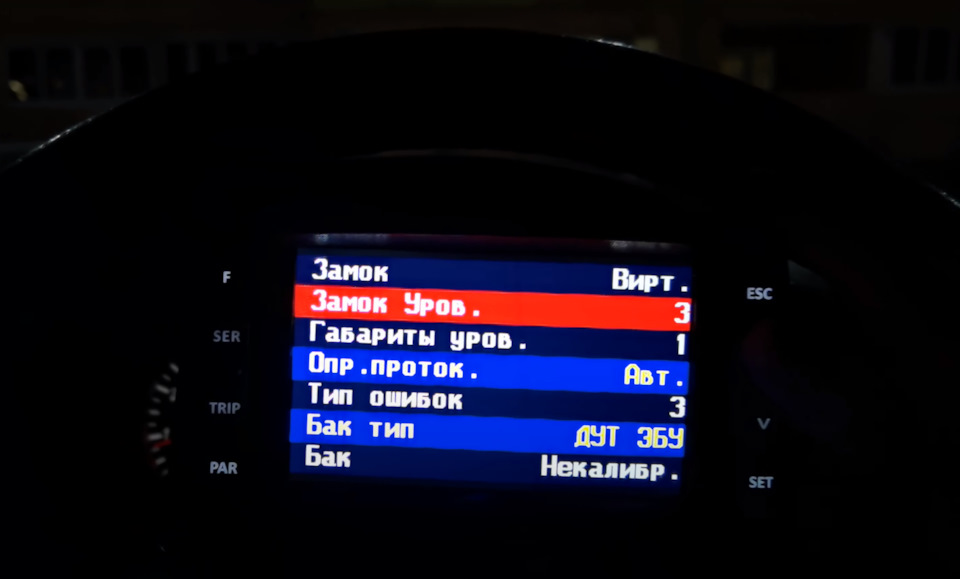 Замок Вирт.
Замок Уров. 3
Габариты уров. 1
Опр.проток. Авт.
Тип ошибок 3
Бак тип ДУТ ЭБУ
Бак Некалибр.
F
SER
TRIP
PAR
ESC
SET